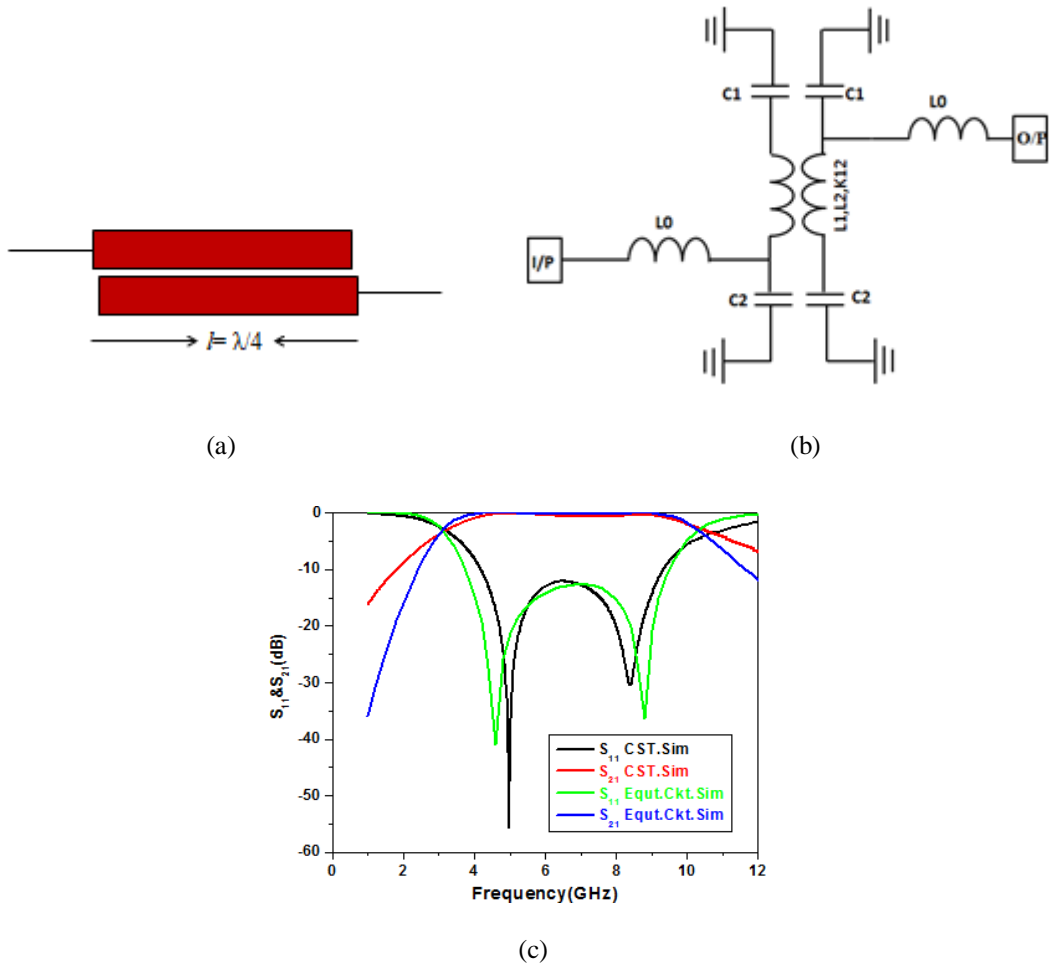 l= λ/4
(a)
C1
C1
L0
O/P
L1,L2,K12
L0
I/P
C2
C2
(b)
0
-10
-20
-30
-40
-50
-60
S11&S21(dB)
S11 CST.Sim
S21 CST.Sim
S11 Equt.Ckt.Sim
S21 Equt.Ckt.Sim
0 2 4 6 8 10 12
Frequency(GHz)
(c)